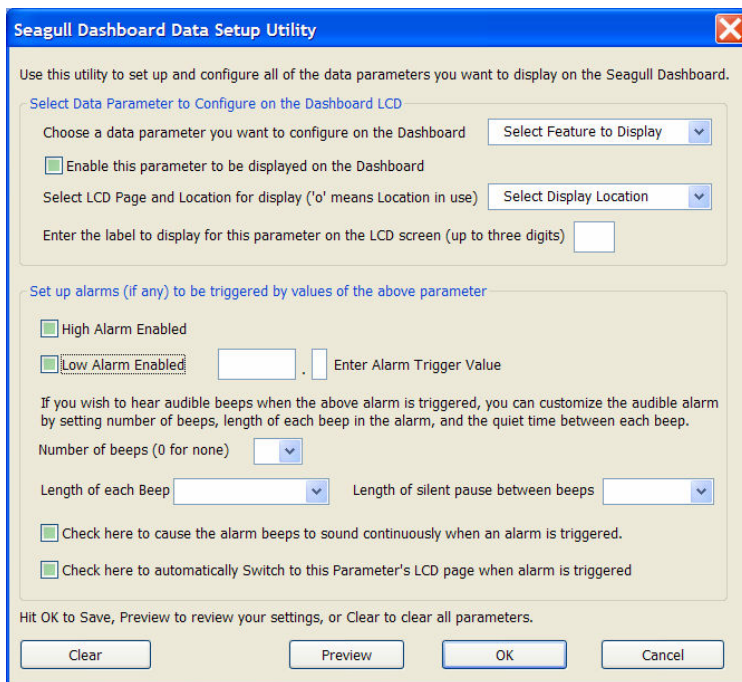 Seagull Dashboard Data Setup Utility
Use this utility to set up and configure all of the data parameters you want to display on the Seagull Dashboard.
Select Data Parameter to Configure on the Dashboard LCD
Choose a data parameter you want to configure on the Dashboard Select Feature to Display
Enable this parameter to be displayed on the Dashboard
Select LCD Page and Location for display ('o' means Location in use) Select Display Location
Enter the label to display for this parameter on the LCD screen (up to three digits)
Set up alarms (if any) to be triggered by values of the above parameter
High Alarm Enabled
Low Alarm Enabled . Enter Alarm Trigger Value
If you wish to hear audible beeps when the above alarm is triggered, you can customize the audible alarm
by setting number of beeps, length of each beep in the alarm, and the quiet time between each beep.
Number of beeps (0 for none)
Length of each Beep Length of silent pause between beeps
Check here to cause the alarm beeps to sound continuously when an alarm is triggered.
Check here to automatically Switch to this Parameter's LCD page when alarm is triggered
Hit OK to Save, Preview to review your settings, or Clear to clear all parameters.
Clear Preview OK Cancel